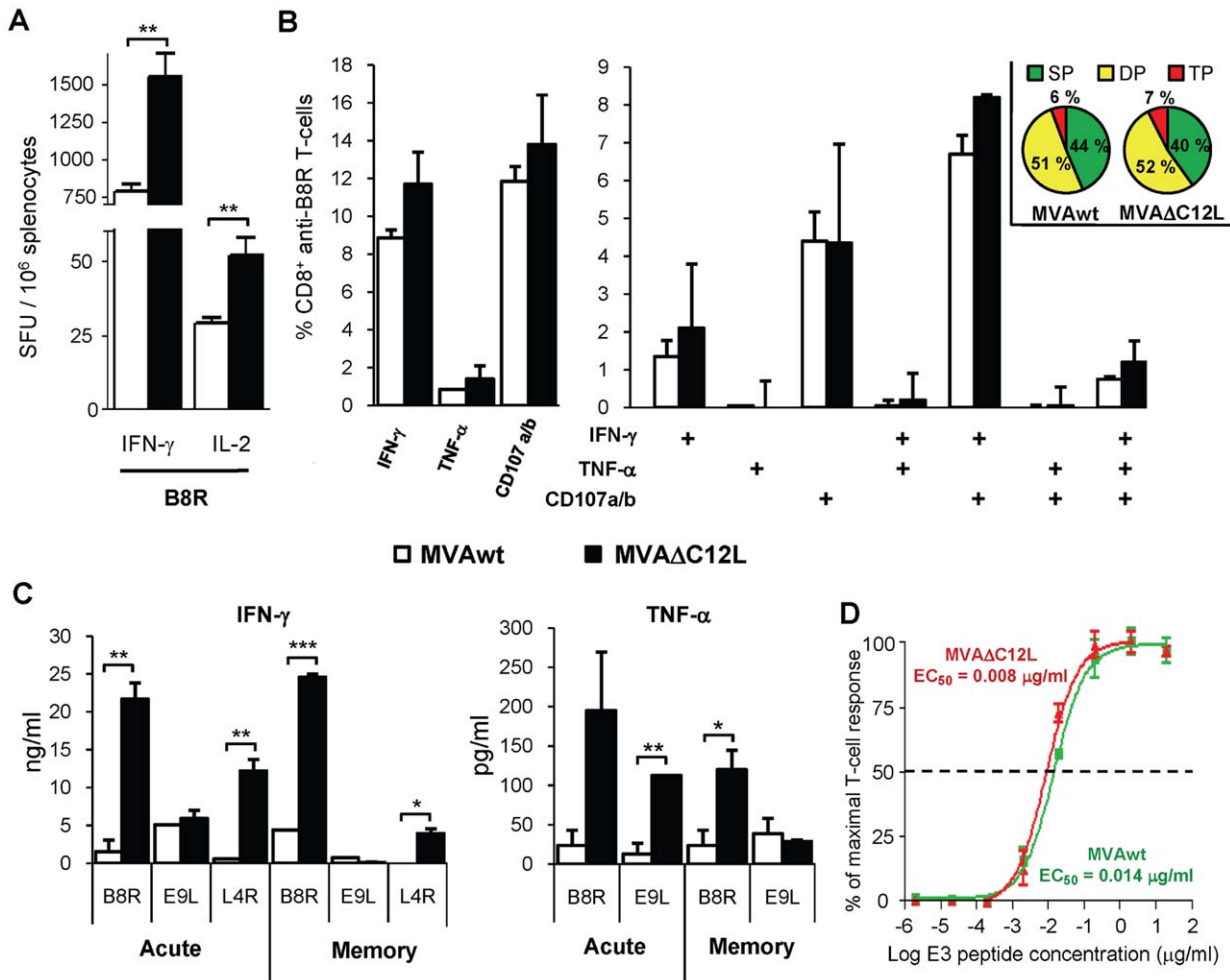 A
**
1500
1250
1000
750
50
25
0
SFU / 10⁶ splenocytes
**
IFN-γ IL-2
B8R
B
18
16
14
12
10
8
6
4
2
0
% CD8⁺ anti-B8R T-cells
IFN-γ
TNF-α
CD107 a/b
9
8
7
6
5
4
3
2
1
0
SP DP TP
6 % 7 %
44 % 40 %
51 % 52 %
MVAwt MVAΔC12L
IFN-γ + + + +
TNF-α + + + +
CD107a/b + + + +
MVAwt MVAΔC12L
C
IFN-γ
30
25
20
15
10
5
0
ng/ml
** ** *** *
B8R E9L L4R B8R E9L L4R
Acute Memory
TNF-α
300
250
200
150
100
50
0
pg/ml
** *
B8R E9L B8R E9L
Acute Memory
D
100
75
50
25
0
% of maximal T-cell response
MVAΔC12L
EC₅₀ = 0.008 µg/ml
MVAwt
EC₅₀ = 0.014 µg/ml
-6 -5 -4 -3 -2 -1 0 1 2
Log E3 peptide concentration (µg/ml)